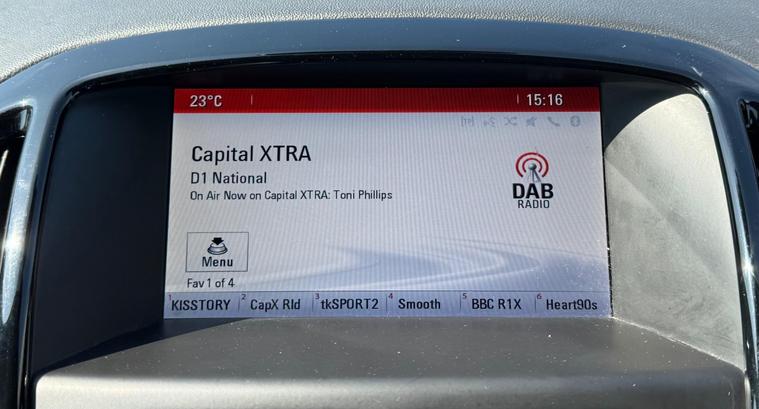 23°C 15:16
Capital XTRA
D1 National
On Air Now on Capital XTRA: Toni Phillips
DAB
RADIO
Menu
Fav 1 of 4
1 KISSTORY 2 CapX Rld 3 tkSPORT2 4 Smooth 5 BBC R1X 6 Heart90s